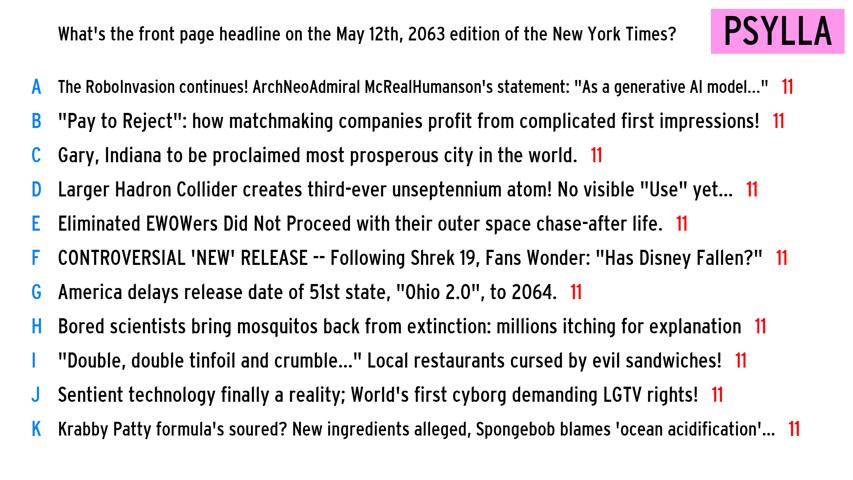 What's the front page headline on the May 12th, 2063 edition of the New York Times?
PSYLLA
A The RoboInvasion continues! ArchNeoAdmiral McRealHumanson's statement: "As a generative AI model..." 11
B "Pay to Reject": how matchmaking companies profit from complicated first impressions! 11
C Gary, Indiana to be proclaimed most prosperous city in the world. 11
D Larger Hadron Collider creates third-ever unseptennium atom! No visible "Use" yet... 11
E Eliminated EWOWers Did Not Proceed with their outer space chase-after life. 11
F CONTROVERSIAL 'NEW' RELEASE -- Following Shrek 19, Fans Wonder: "Has Disney Fallen?" 11
G America delays release date of 51st state, "Ohio 2.0", to 2064. 11
H Bored scientists bring mosquitos back from extinction: millions itching for explanation 11
I "Double, double tinfoil and crumble..." Local restaurants cursed by evil sandwiches! 11
J Sentient technology finally a reality; World's first cyborg demanding LGTV rights! 11
K Krabby Patty formula's soured? New ingredients alleged, Spongebob blames 'ocean acidification'... 11